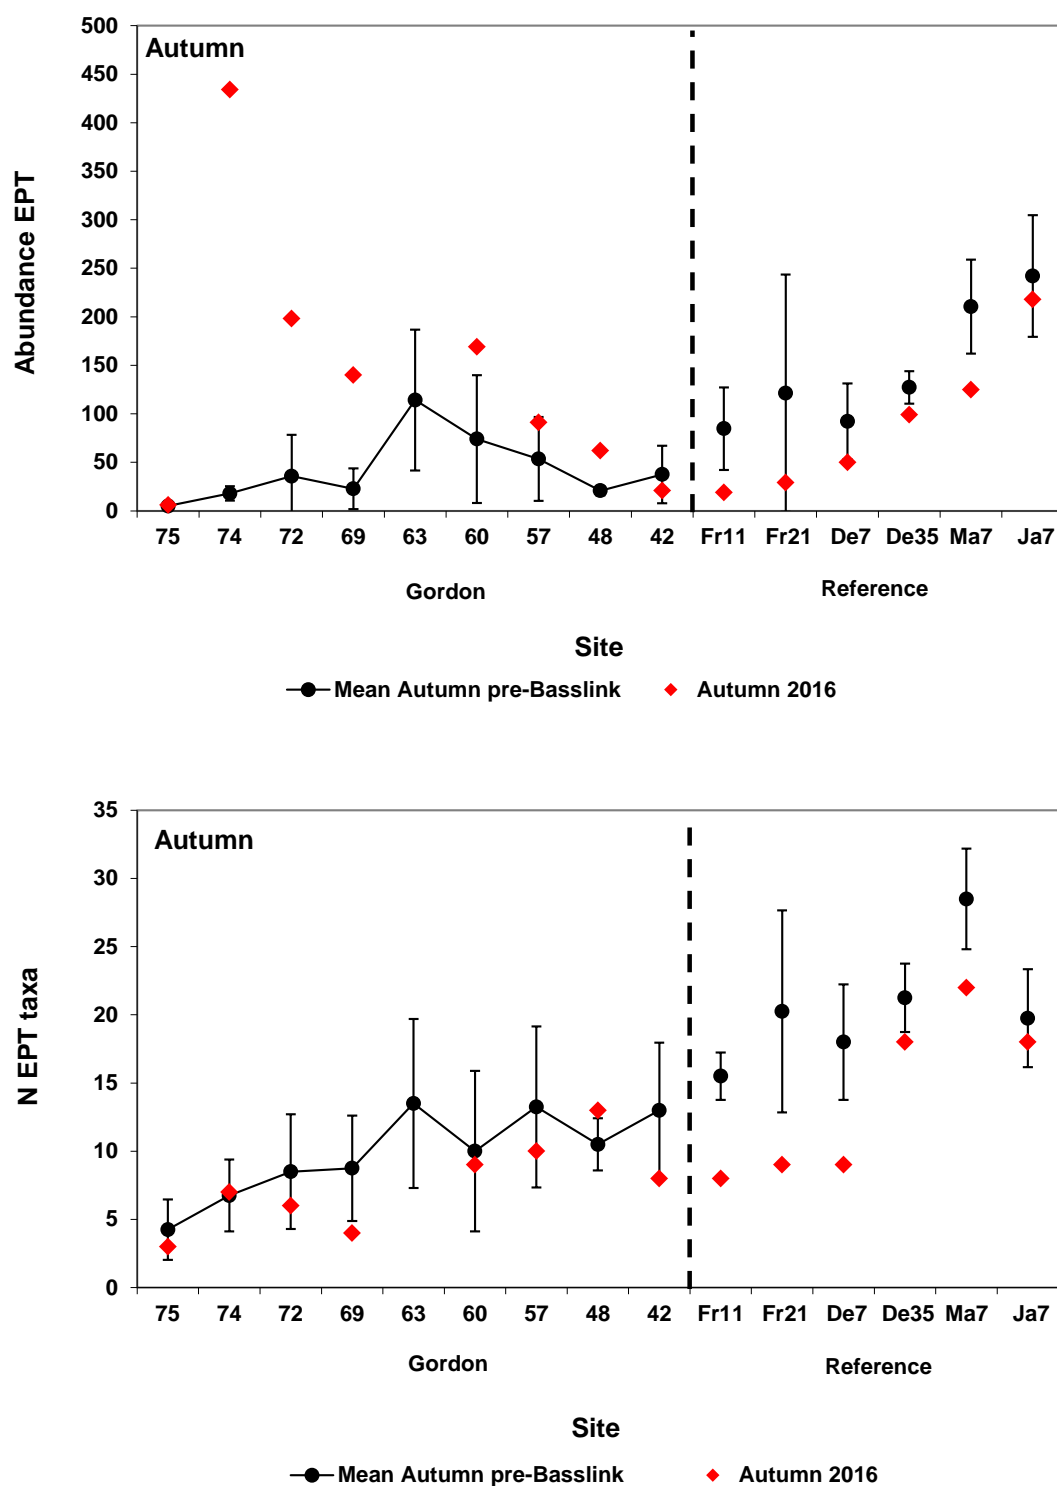 Autumn
Abundance EPT
500
450
400
350
300
250
200
150
100
50
0
75 74 72 69 63 60 57 48 42 Fr11 Fr21 De7 De35 Ma7 Ja7
Gordon Reference
Site
Mean Autumn pre-Basslink Autumn 2016
Autumn
N EPT taxa
35
30
25
20
15
10
5
0
75 74 72 69 63 60 57 48 42 Fr11 Fr21 De7 De35 Ma7 Ja7
Gordon Reference
Site
Mean Autumn pre-Basslink Autumn 2016